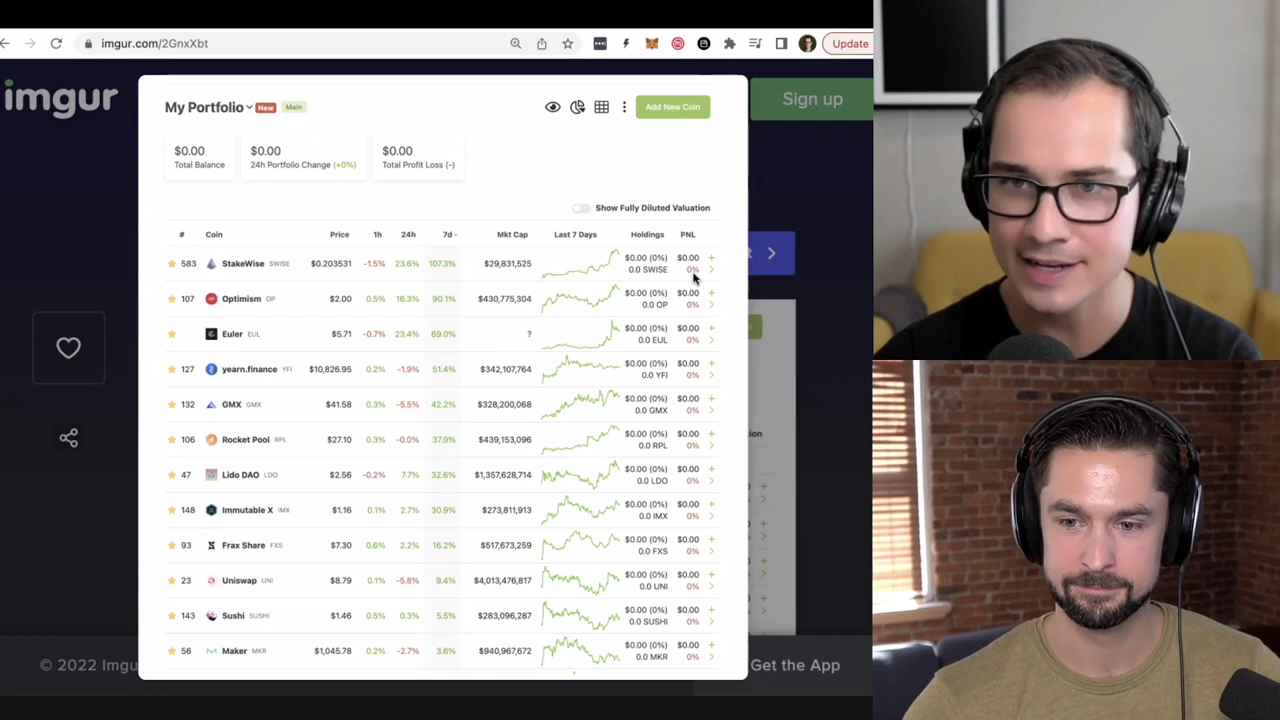 imgur.com/2GnxXbt
Update
imgur
Sign up
My Portfolio New Main
Add New Coin
$0.00 $0.00 $0.00
Total Balance 24h Portfolio Change (+0%) Total Profit Loss (-)
Show Fully Diluted Valuation
# Coin Price 1h 24h 7d Mkt Cap Last 7 Days Holdings PNL
583 StakeWise SWISE $0.203531 -1.5% 23.6% 107.3% $29,831,525 $0.00 (0%) $0.00 +
0.0 SWISE 0%
107 Optimism OP $2.00 0.5% 16.3% 90.1% $430,775,304 $0.00 (0%) $0.00 +
0.0 OP 0%
Euler EUL $5.71 -0.7% 23.4% 69.0% ? $0.00 (0%) $0.00 +
0.0 EUL 0%
127 yearn.finance YFI $10,826.95 0.2% -1.9% 51.4% $342,107,764 $0.00 (0%) $0.00 +
0.0 YFI 0%
132 GMX GMX $41.58 0.3% -5.5% 42.2% $328,200,068 $0.00 (0%) $0.00 +
0.0 GMX 0%
106 Rocket Pool RPL $27.10 0.3% -0.0% 37.9% $439,153,096 $0.00 (0%) $0.00 +
0.0 RPL 0%
47 Lido DAO LDO $2.56 -0.2% 7.7% 32.6% $1,357,628,714 $0.00 (0%) $0.00 +
0.0 LDO 0%
148 Immutable X IMX $1.16 0.1% 2.7% 30.9% $273,811,913 $0.00 (0%) $0.00 +
0.0 IMX 0%
93 Frax Share FXS $7.30 0.6% 2.2% 16.2% $517,673,259 $0.00 (0%) $0.00 +
0.0 FXS 0%
23 Uniswap UNI $8.79 0.1% -5.8% 9.4% $4,013,476,817 $0.00 (0%) $0.00 +
0.0 UNI 0%
143 Sushi SUSHI $1.46 0.5% 0.3% 5.5% $283,096,287 $0.00 (0%) $0.00 +
0.0 SUSHI 0%
56 Maker MKR $1,045.78 0.2% -2.7% 3.6% $940,967,672 $0.00 (0%) $0.00 +
0.0 MKR 0%
© 2022 Imgu
Get the App